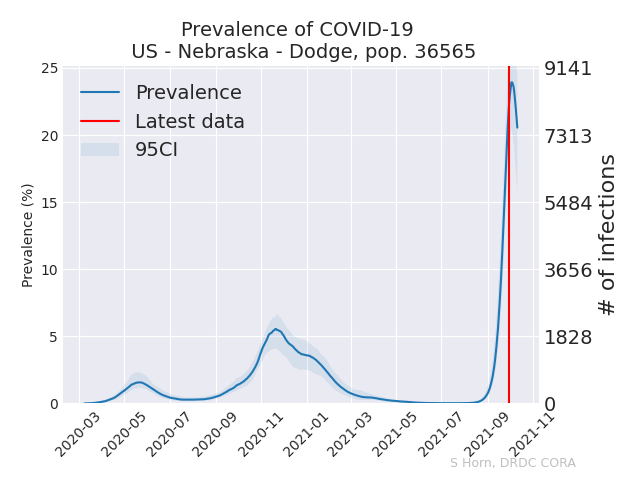 Prevalence of COVID-19
US - Nebraska - Dodge, pop. 36565
Prevalence
Latest data
95CI
Prevalence (%)
25
20
15
10
5
0
9141
7313
5484
3656
1828
0
# of infections
2020-03
2020-05
2020-07
2020-09
2020-11
2021-01
2021-03
2021-05
2021-07
2021-09
2021-11
S Horn, DRDC CORA